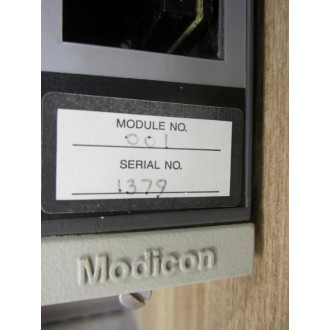 MODULE NO.
001
SERIAL NO.
1379
Modicon